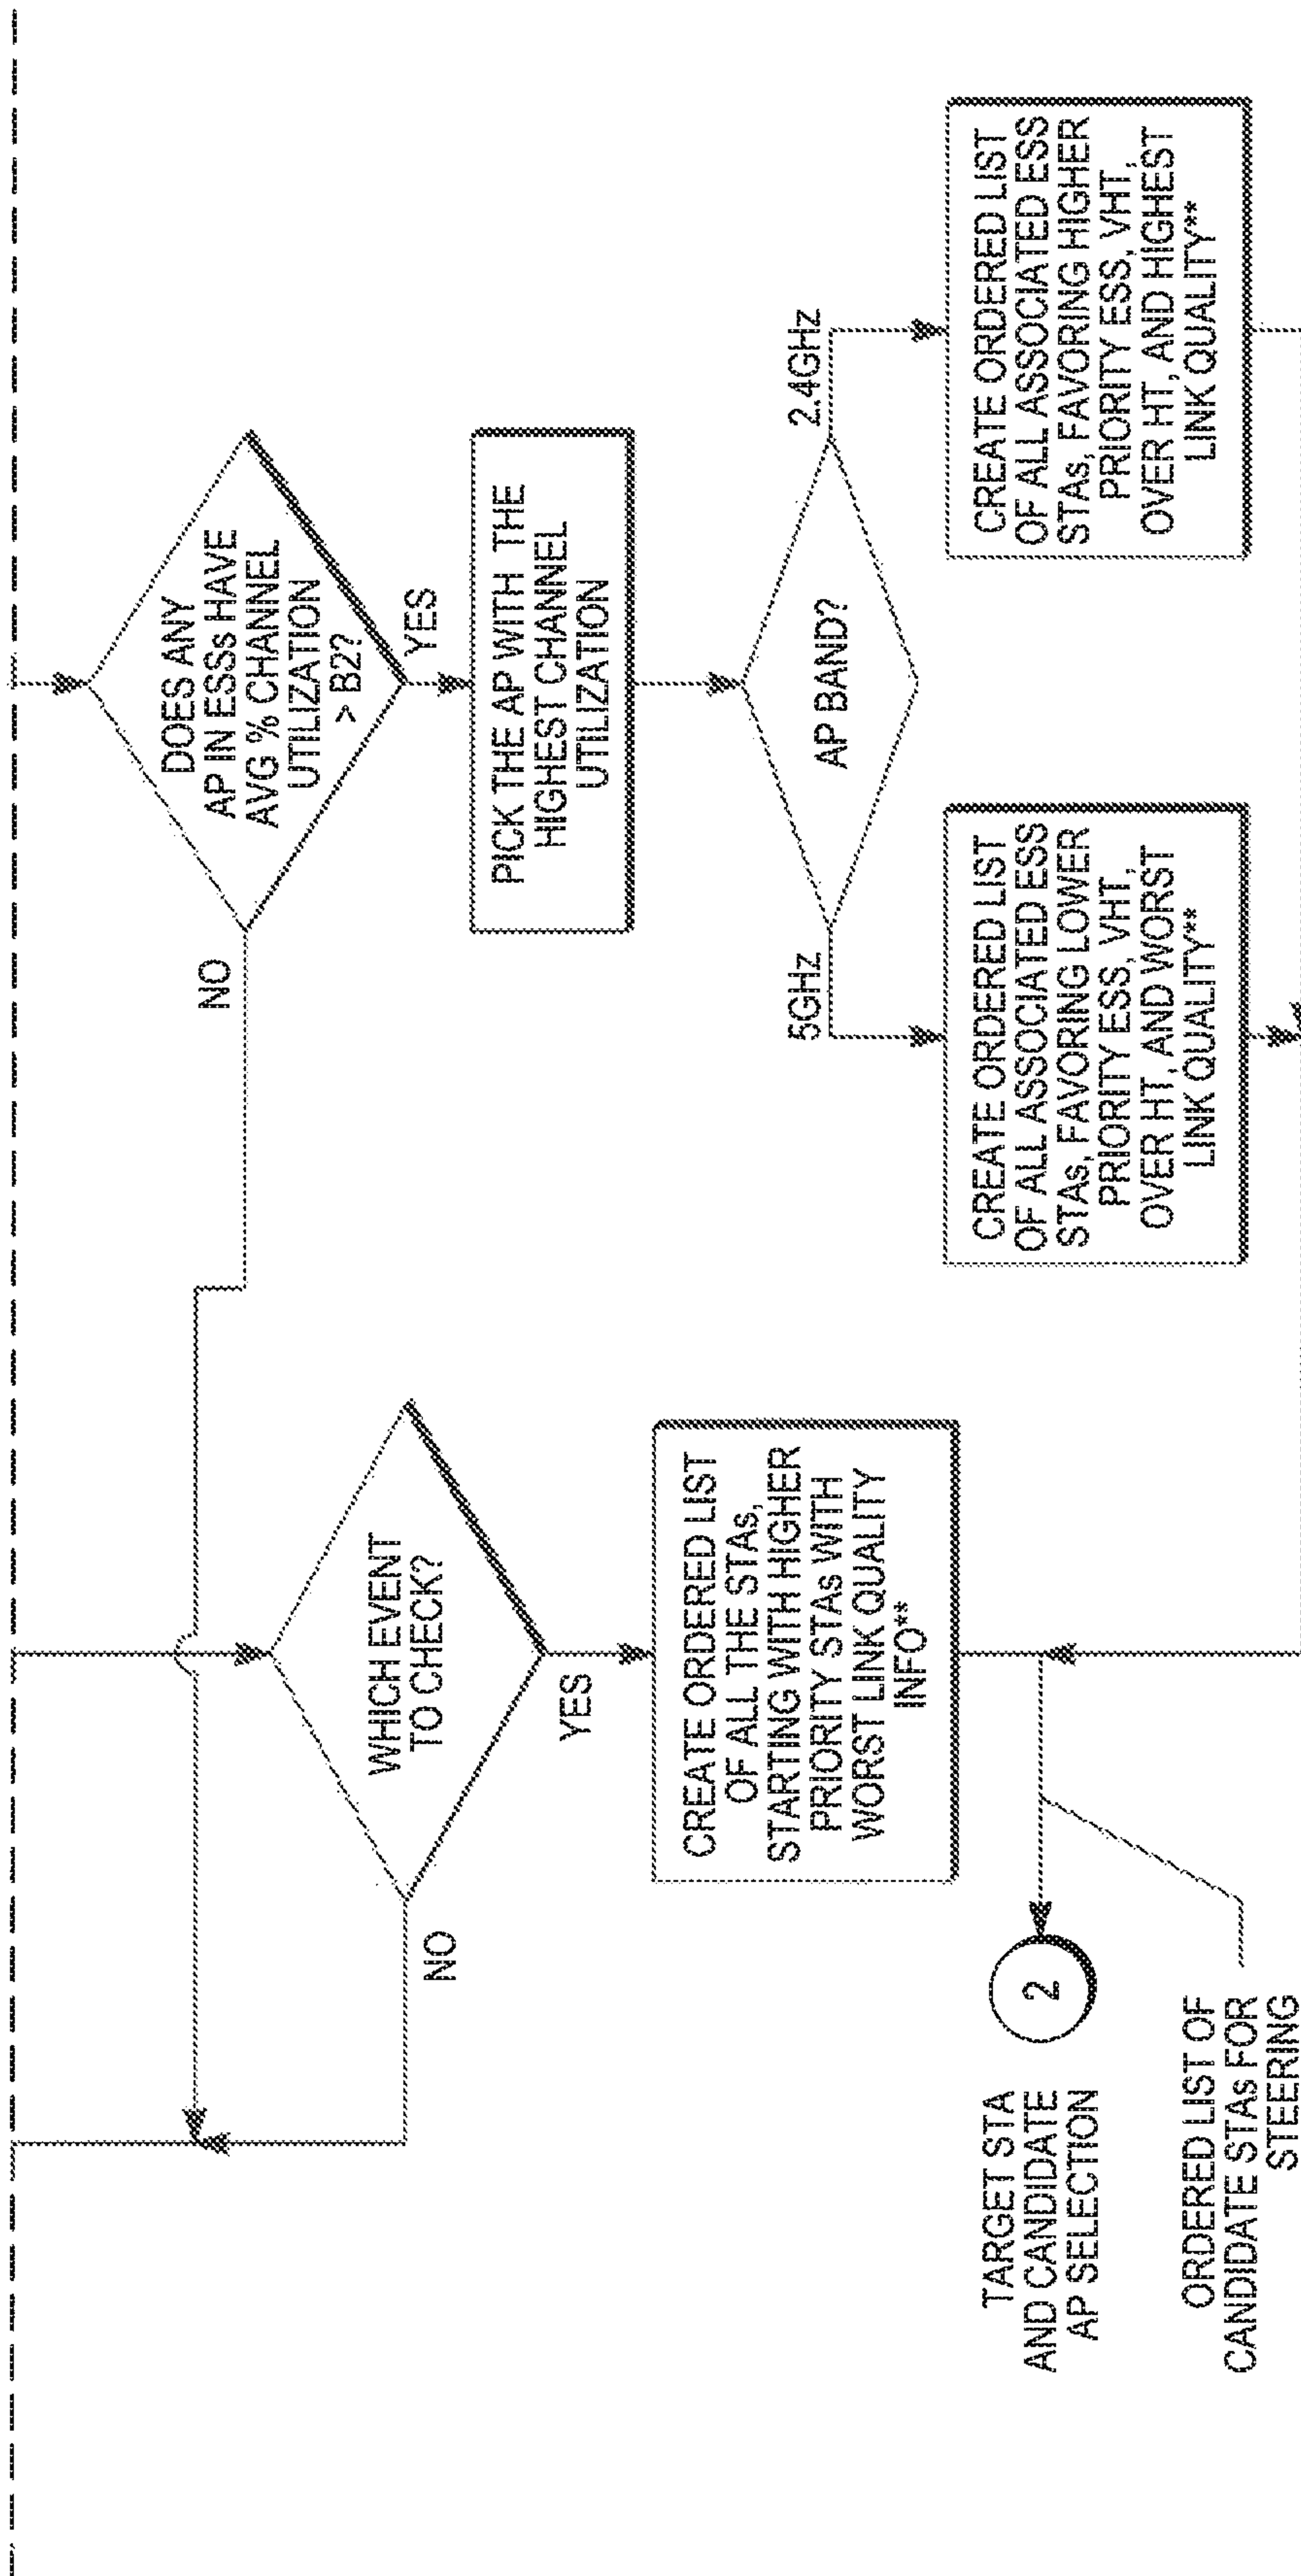 DOES ANY
AP IN ESSs HAVE
AVG % CHANNEL
UTILIZATION
> B2?
NO
YES
PICK THE AP WITH THE
HIGHEST CHANNEL
UTILIZATION
AP BAND?
5GHz
2.4GHz
CREATE ORDERED LIST
OF ALL ASSOCIATED ESS
STAs, FAVORING LOWER
PRIORITY ESS, VHT,
OVER HT, AND WORST
LINK QUALITY**
CREATE ORDERED LIST
OF ALL ASSOCIATED ESS
STAs, FAVORING HIGHER
PRIORITY ESS, VHT,
OVER HT, AND HIGHEST
LINK QUALITY**
WHICH EVENT
TO CHECK?
NO
YES
CREATE ORDERED LIST
OF ALL THE STAs,
STARTING WITH HIGHER
PRIORITY STAs WITH
WORST LINK QUALITY
INFO**
2
TARGET STA
AND CANDIDATE
AP SELECTION
ORDERED LIST OF
CANDIDATE STAs FOR
STEERING